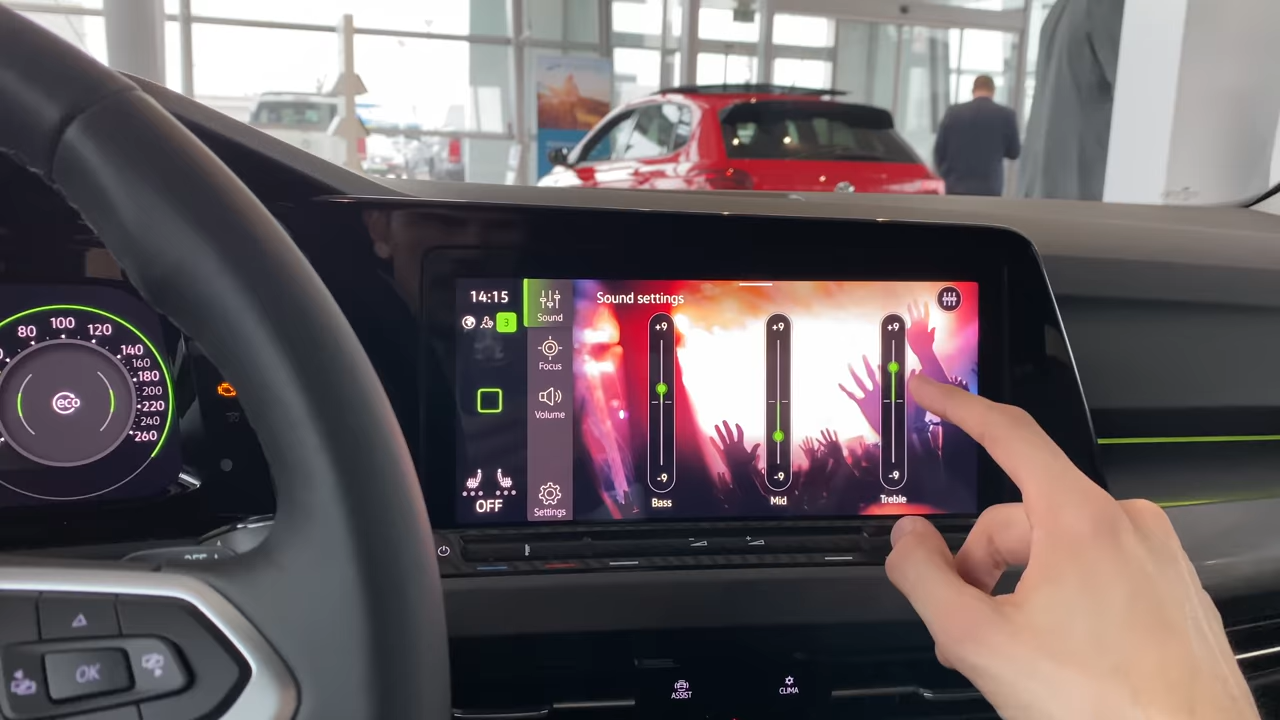 14:15
3
Sound
Sound settings
Focus
Volume
Settings
OFF
+9
+9
+9
-9
-9
-9
Bass
Mid
Treble
80
100
120
140
160
180
200
220
240
260
eco
OFF
OK
ASSIST
CLIMA